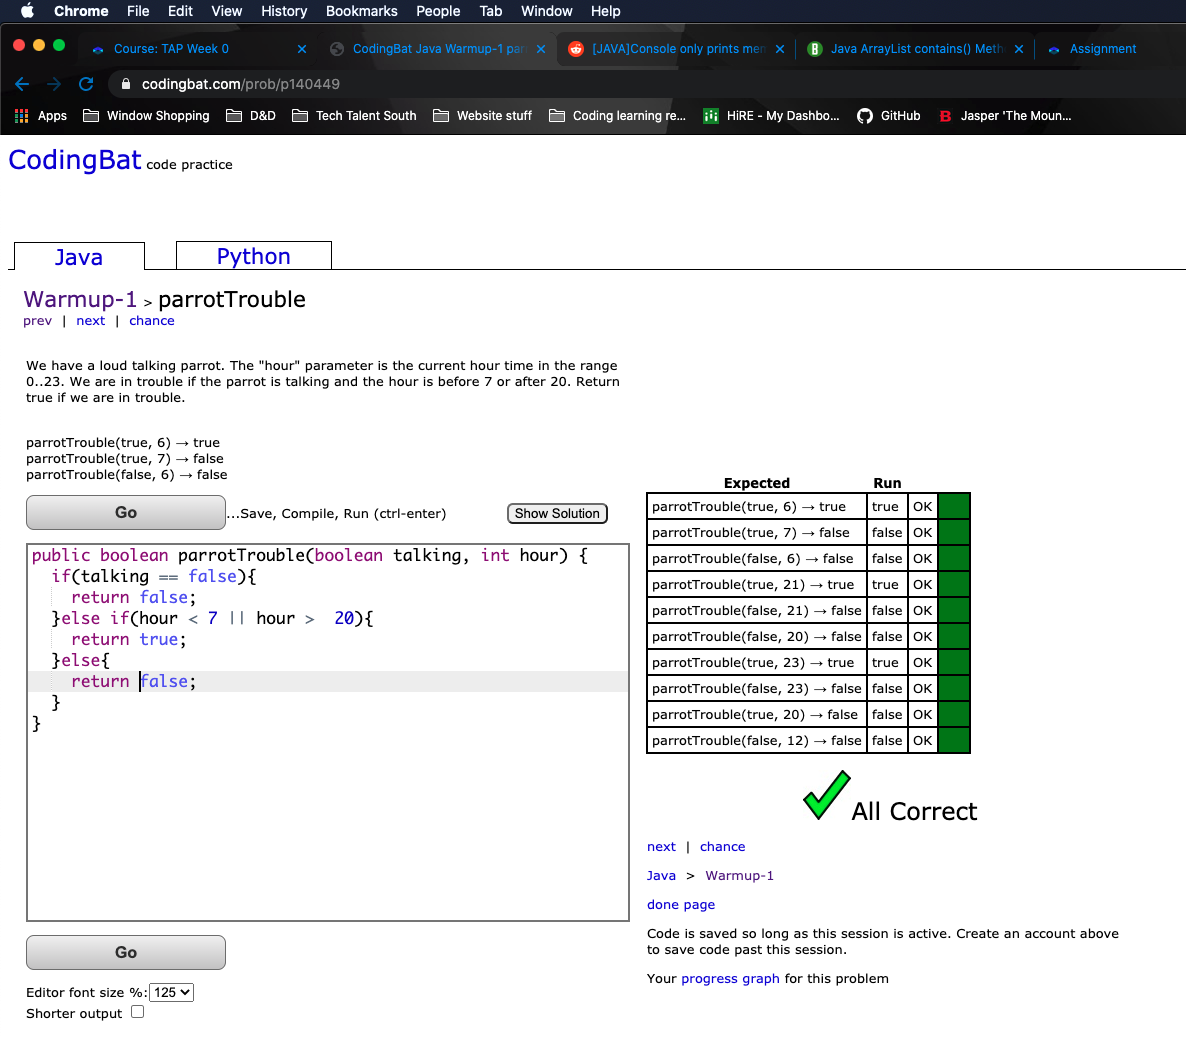 Chrome File Edit View History Bookmarks People Tab Window Help
Course: TAP Week 0
CodingBat Java Warmup-1 par
[JAVA]Console only prints mem
Java ArrayList contains() Meth
Assignment
codingbat.com/prob/p140449
Apps Window Shopping D&D Tech Talent South Website stuff Coding learning re... HiRE - My Dashbo... GitHub Jasper 'The Moun...
CodingBat code practice
Java Python
Warmup-1 > parrotTrouble
prev | next | chance
We have a loud talking parrot. The "hour" parameter is the current hour time in the range
0..23. We are in trouble if the parrot is talking and the hour is before 7 or after 20. Return
true if we are in trouble.
parrotTrouble(true, 6) → true
parrotTrouble(true, 7) → false
parrotTrouble(false, 6) → false
Go ...Save, Compile, Run (ctrl-enter) Show Solution
public boolean parrotTrouble(boolean talking, int hour) {
if(talking == false){
return false;
}else if(hour < 7 || hour >  20){
return true;
}else{
return false;
}
}
Go
Editor font size %: 125
Shorter output
Expected Run
parrotTrouble(true, 6) → true true OK
parrotTrouble(true, 7) → false false OK
parrotTrouble(false, 6) → false false OK
parrotTrouble(true, 21) → true true OK
parrotTrouble(false, 21) → false false OK
parrotTrouble(false, 20) → false false OK
parrotTrouble(true, 23) → true true OK
parrotTrouble(false, 23) → false false OK
parrotTrouble(true, 20) → false false OK
parrotTrouble(false, 12) → false false OK
All Correct
next | chance
Java > Warmup-1
done page
Code is saved so long as this session is active. Create an account above
to save code past this session.
Your progress graph for this problem